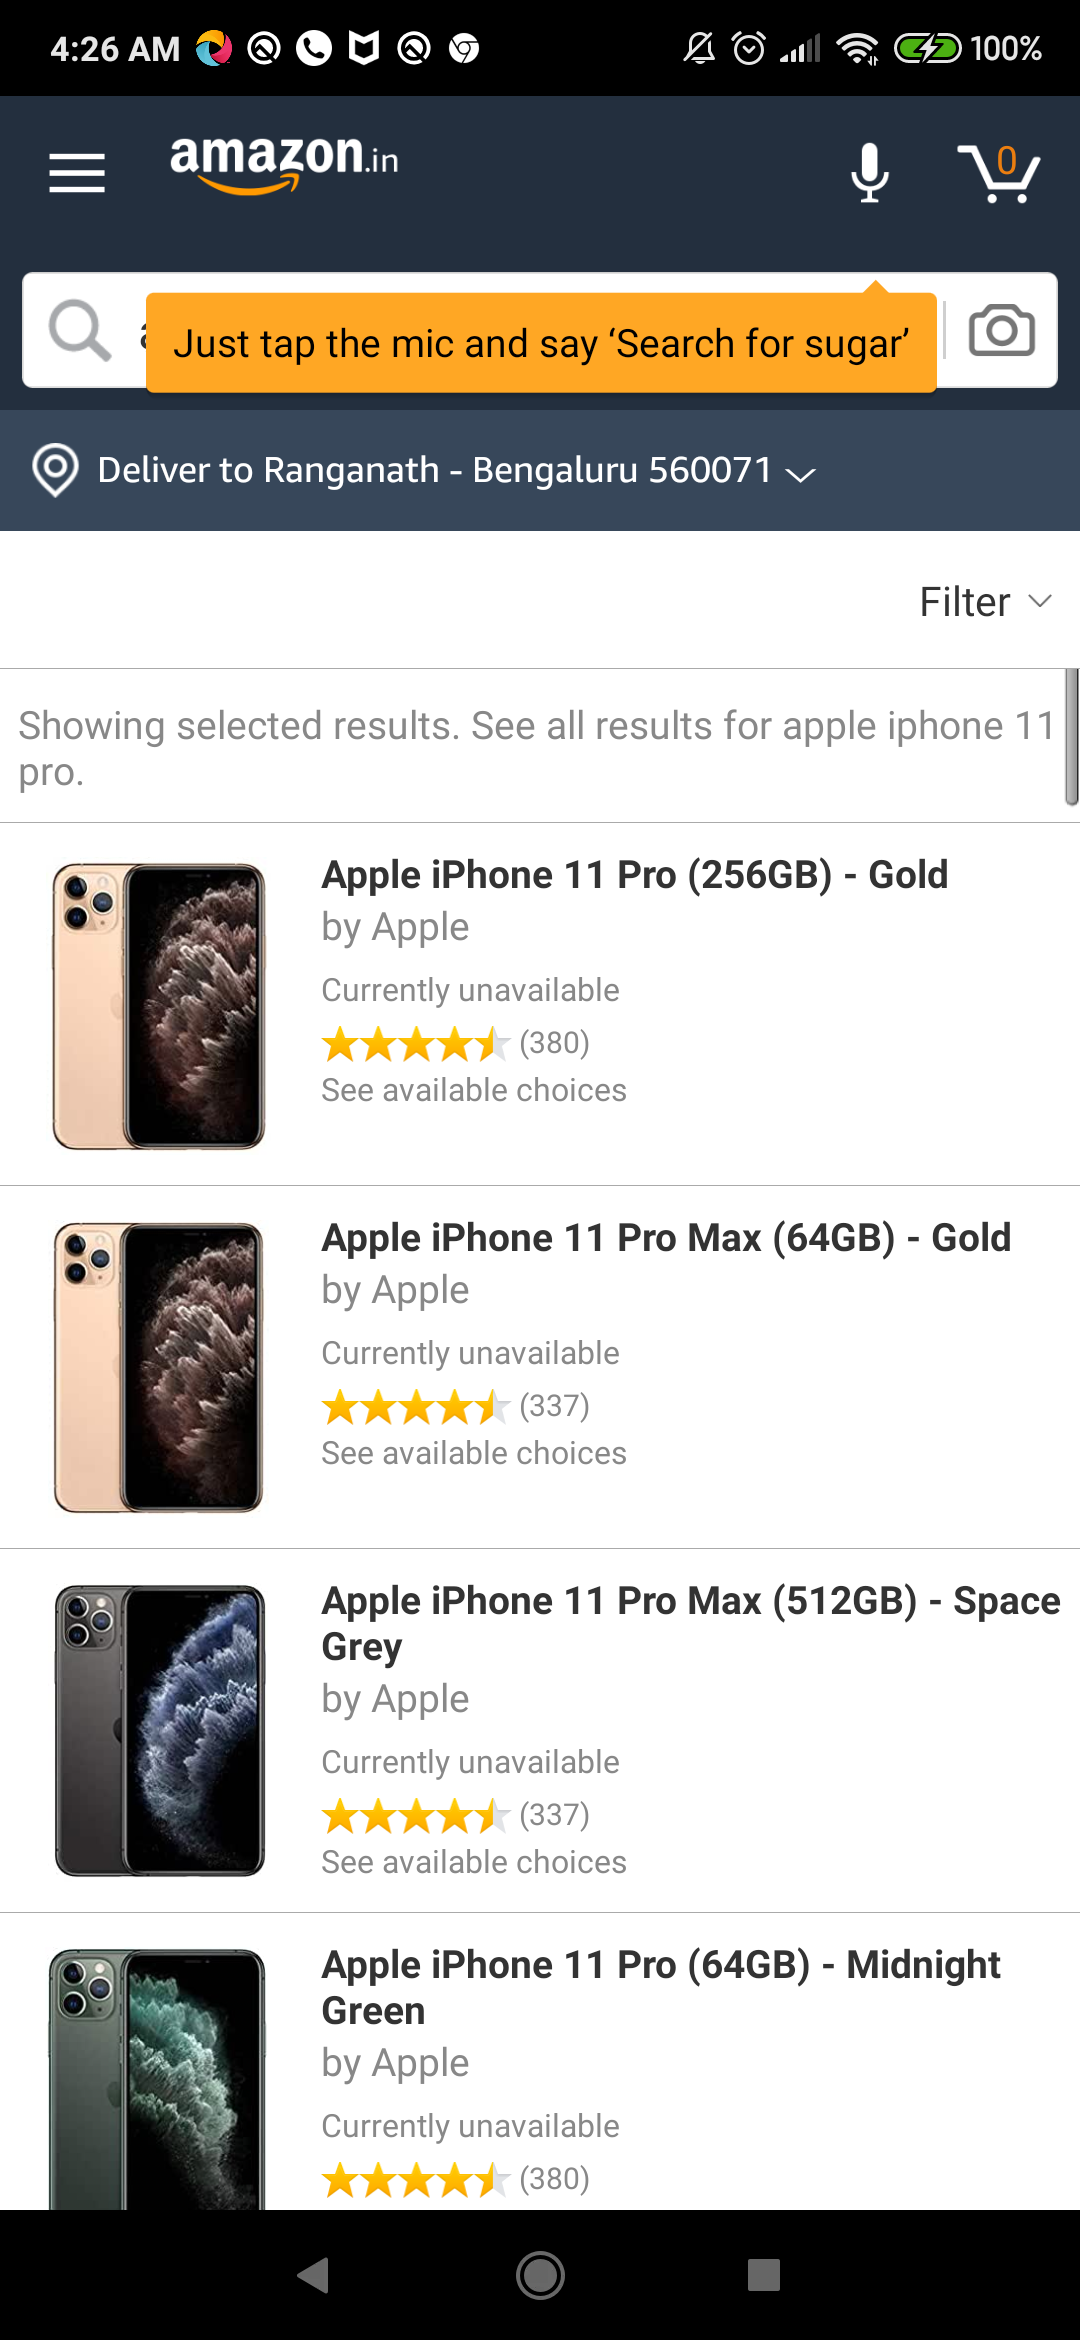 4:26 AM
100%
amazon.in
0
Just tap the mic and say ‘Search for sugar’
Deliver to Ranganath - Bengaluru 560071
Filter
Showing selected results. See all results for apple iphone 11
pro.
Apple iPhone 11 Pro (256GB) - Gold
by Apple
Currently unavailable
(380)
See available choices
Apple iPhone 11 Pro Max (64GB) - Gold
by Apple
Currently unavailable
(337)
See available choices
Apple iPhone 11 Pro Max (512GB) - Space
Grey
by Apple
Currently unavailable
(337)
See available choices
Apple iPhone 11 Pro (64GB) - Midnight
Green
by Apple
Currently unavailable
(380)